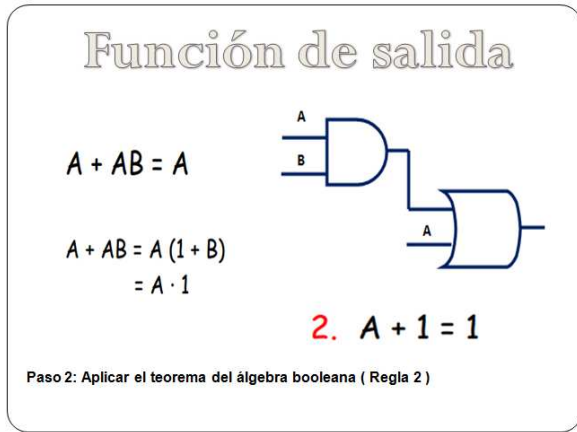 Función de salida
A + AB = A
A + AB = A (1 + B)
= A · 1
A
B
A
2. A + 1 = 1
Paso 2: Aplicar el teorema del álgebra booleana ( Regla 2 )